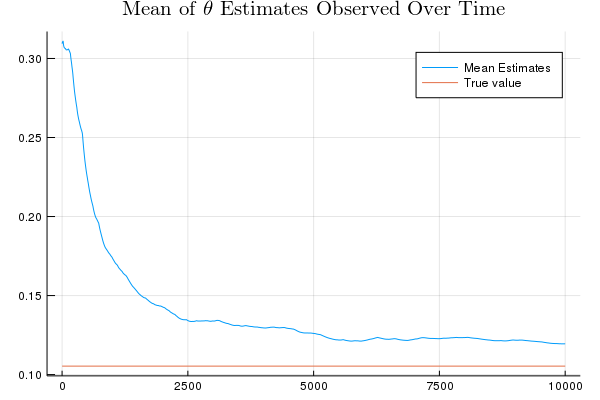 Mean of θ Estimates Observed Over Time
Mean Estimates
True value
0.30
0.25
0.20
0.15
0.10
0 2500 5000 7500 10000